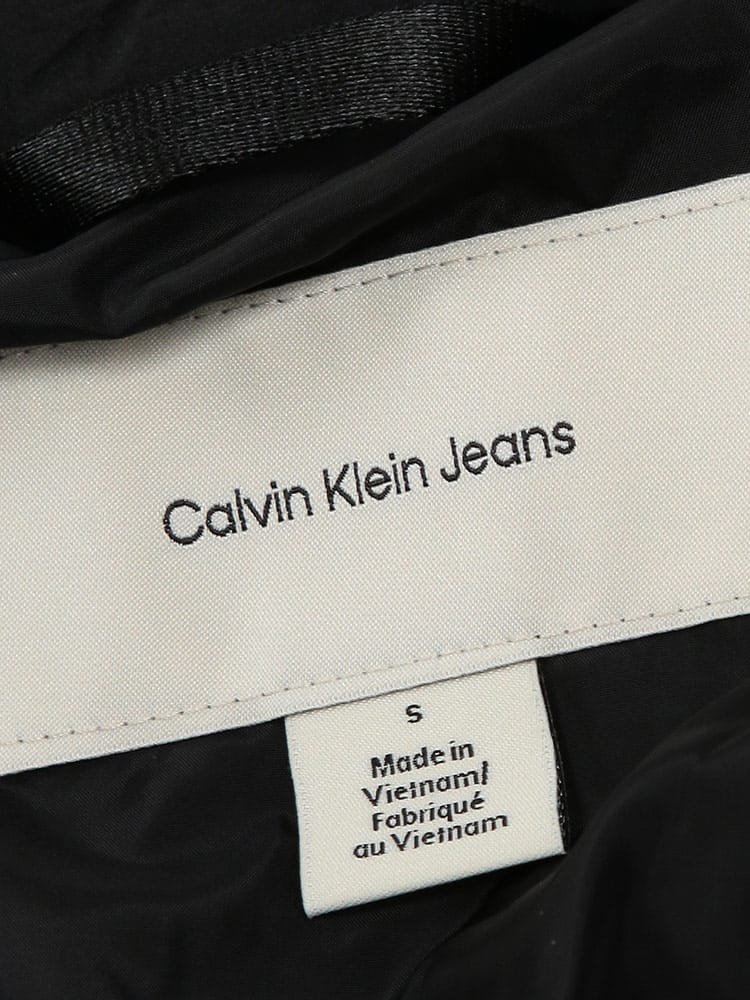 Calvin Klein Jeans
S
Made in
Vietnam/
Fabriqué
au Vietnam